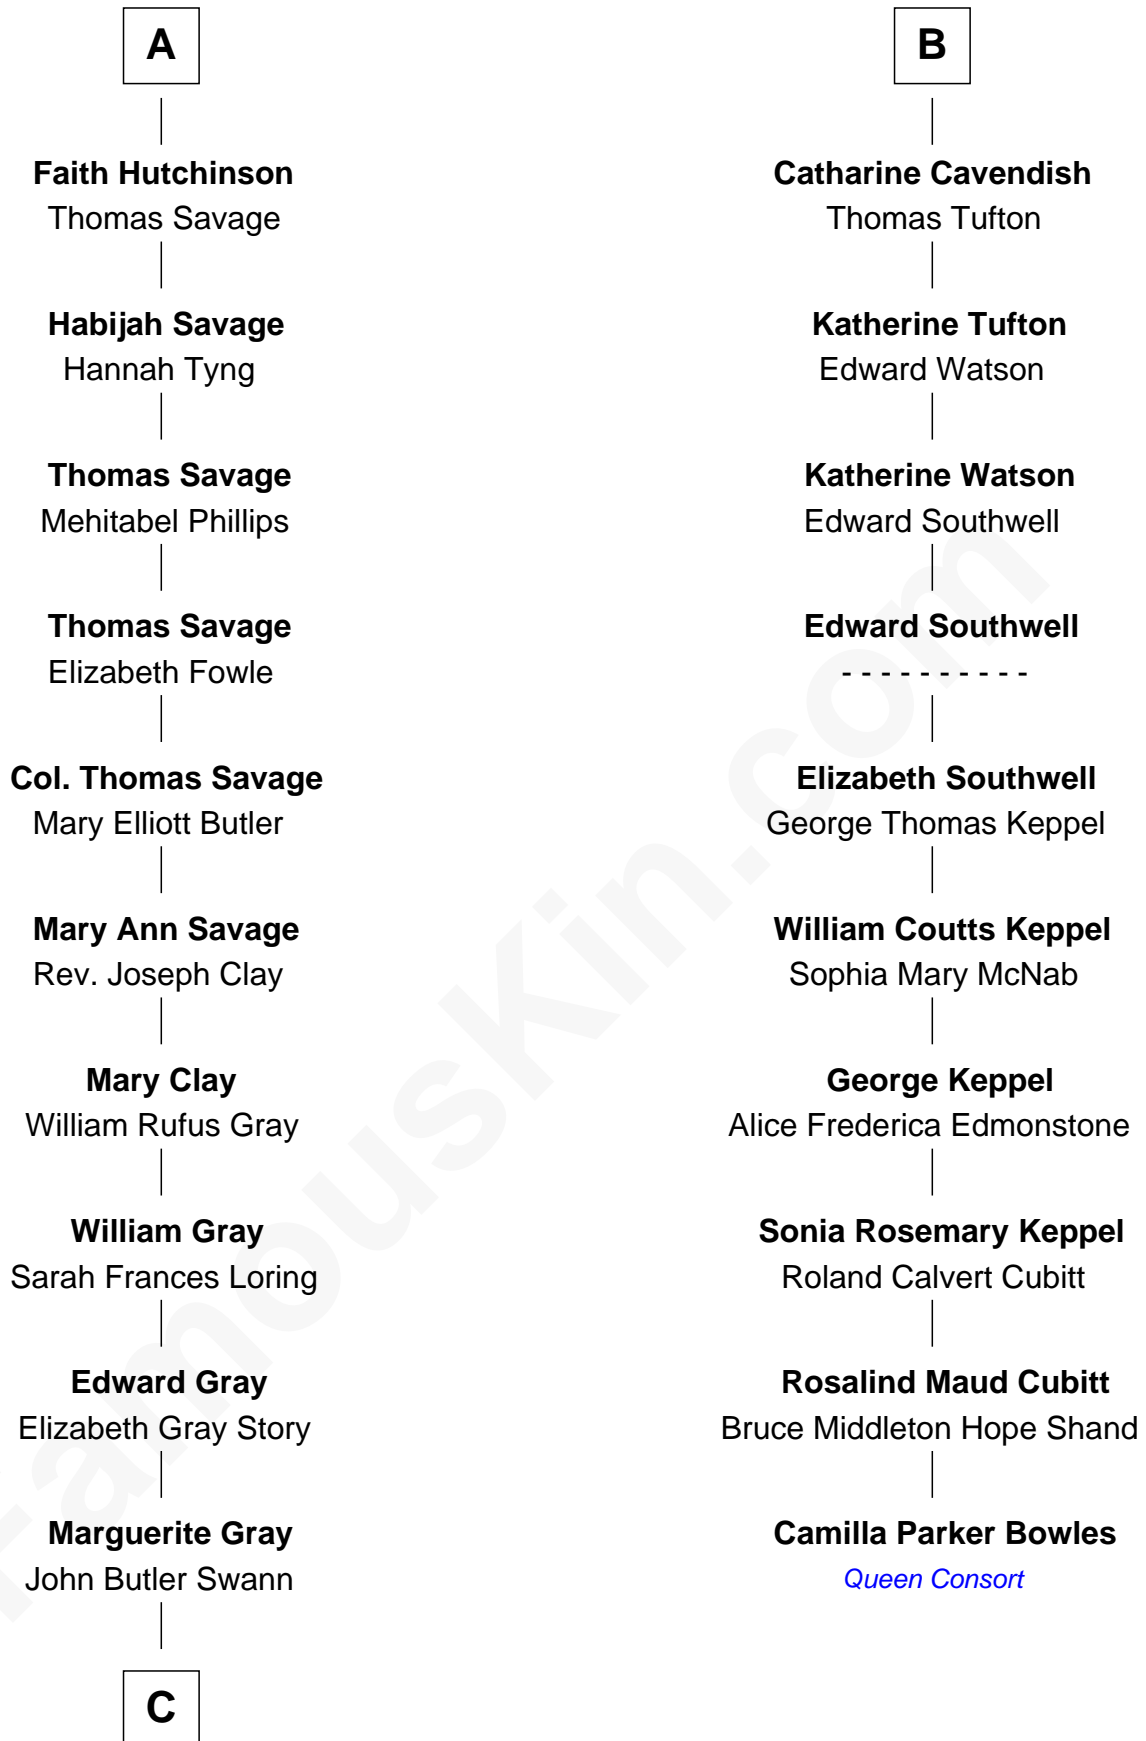 A
Faith Hutchinson
Thomas Savage
Habijah Savage
Hannah Tyng
Thomas Savage
Mehitabel Phillips
Thomas Savage
Elizabeth Fowle
Col. Thomas Savage
Mary Elliott Butler
Mary Ann Savage
Rev. Joseph Clay
Mary Clay
William Rufus Gray
William Gray
Sarah Frances Loring
Edward Gray
Elizabeth Gray Story
Marguerite Gray
John Butler Swann
C
B
Catharine Cavendish
Thomas Tufton
Katherine Tufton
Edward Watson
Katherine Watson
Edward Southwell
Edward Southwell
- - - - - - - - - -
Elizabeth Southwell
George Thomas Keppel
William Coutts Keppel
Sophia Mary McNab
George Keppel
Alice Frederica Edmonstone
Sonia Rosemary Keppel
Roland Calvert Cubitt
Rosalind Maud Cubitt
Bruce Middleton Hope Shand
Camilla Parker Bowles
Queen Consort
FamousKin.com